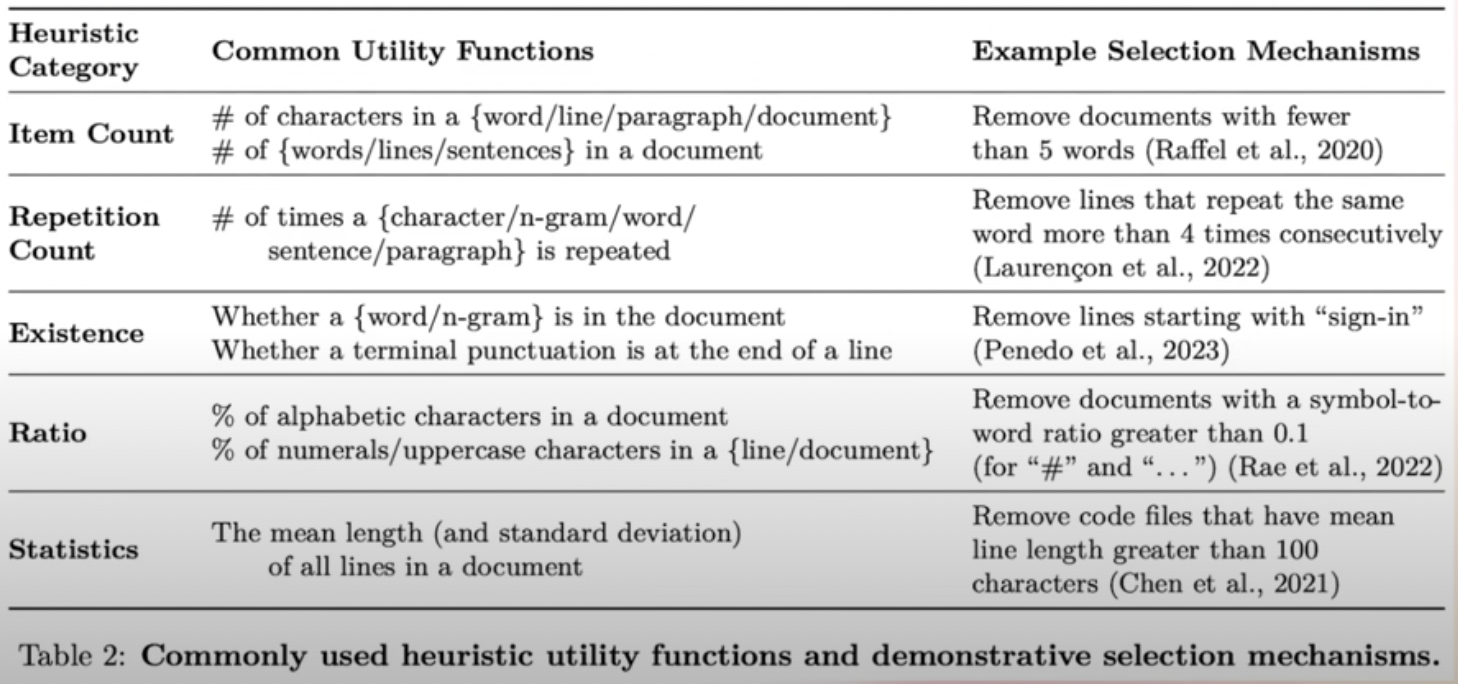 Heuristic Category
Common Utility Functions
Example Selection Mechanisms
Item Count
# of characters in a {word/line/paragraph/document}
# of {words/lines/sentences} in a document
Remove documents with fewer
than 5 words (Raffel et al., 2020)
Repetition
Count
# of times a {character/n-gram/word/
sentence/paragraph} is repeated
Remove lines that repeat the same
word more than 4 times consecutively
(Laurençon et al., 2022)
Existence
Whether a {word/n-gram} is in the document
Whether a terminal punctuation is at the end of a line
Remove lines starting with “sign-in”
(Penedo et al., 2023)
Ratio
% of alphabetic characters in a document
% of numerals/uppercase characters in a {line/document}
Remove documents with a symbol-to-
word ratio greater than 0.1
(for “#” and “...”) (Rae et al., 2022)
Statistics
The mean length (and standard deviation)
of all lines in a document
Remove code files that have mean
line length greater than 100
characters (Chen et al., 2021)
Table 2: Commonly used heuristic utility functions and demonstrative selection mechanisms.